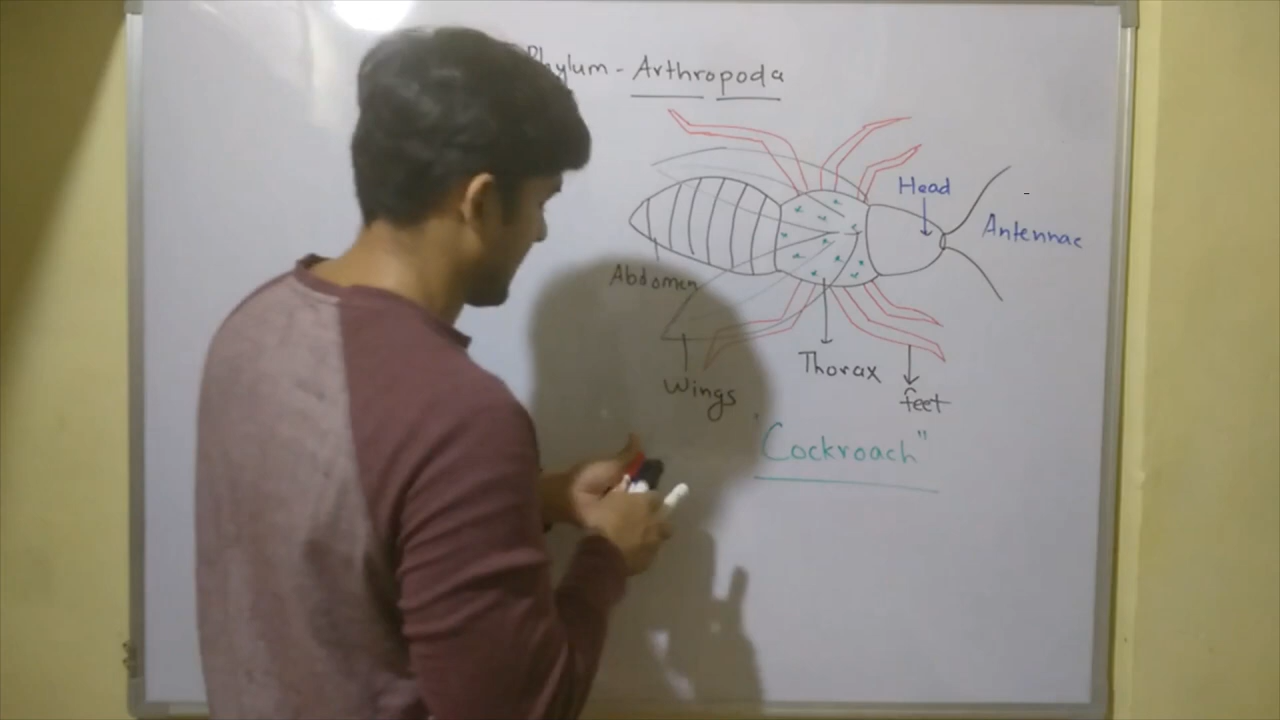 Phylum - Arthropoda
Head
Antennae
Abdomen
Thorax
Wings
feet
"Cockroach"